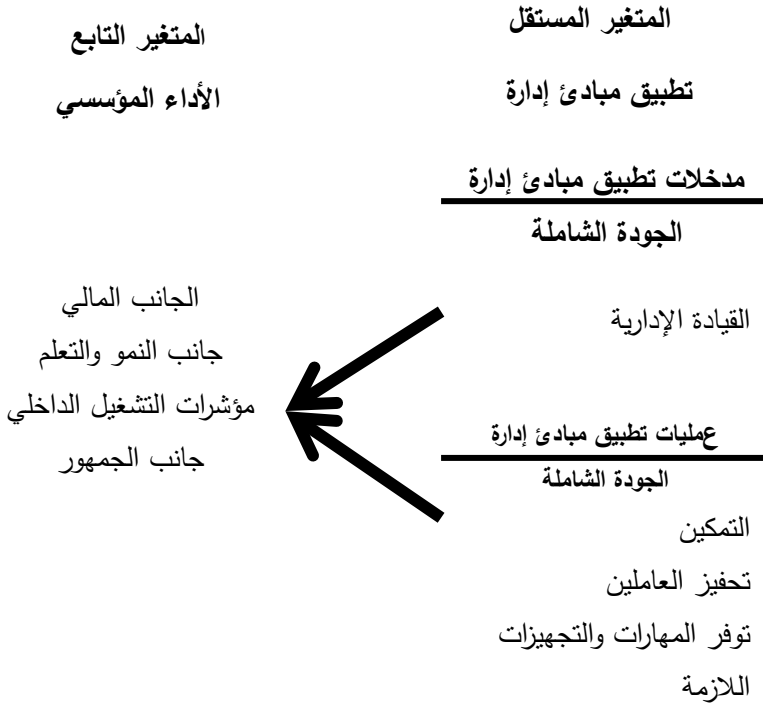 المتغير المستقل
تطبيق مبادئ إدارة
مدخلات تطبيق مبادئ إدارة
الجودة الشاملة
القيادة الإدارية
عمليات تطبيق مبادئ إدارة
الجودة الشاملة
التمكين
تحفيز العاملين
توفر المهارات والتجهيزات
اللازمة
المتغير التابع
الأداء المؤسسي
الجانب المالي
جانب النمو والتعلم
مؤشرات التشغيل الداخلي
جانب الجمهور